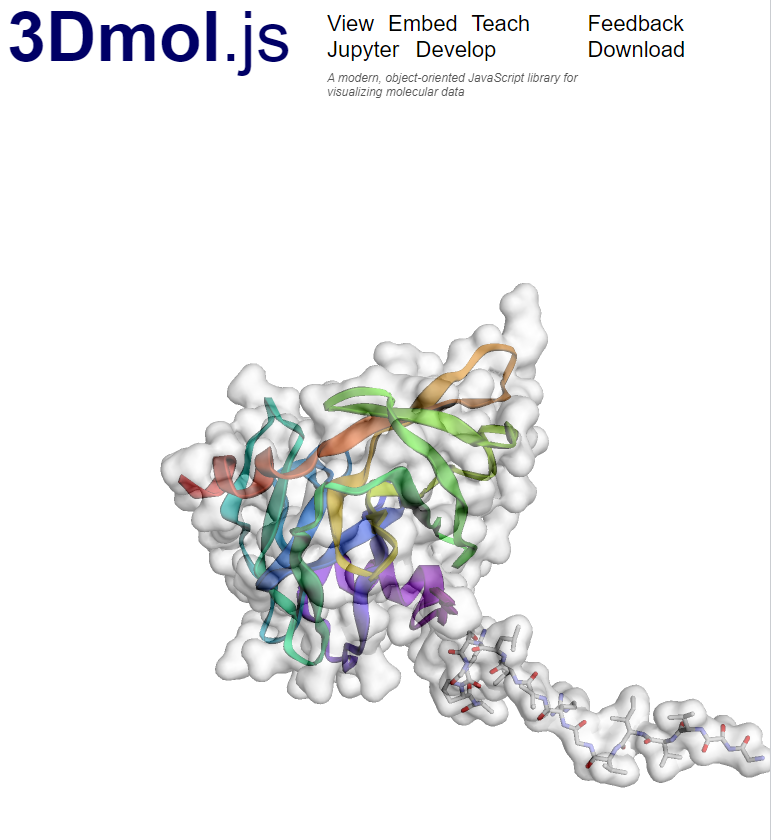 3Dmol.js
View Embed Teach Feedback
Jupyter Develop Download
A modern, object-oriented JavaScript library for
visualizing molecular data